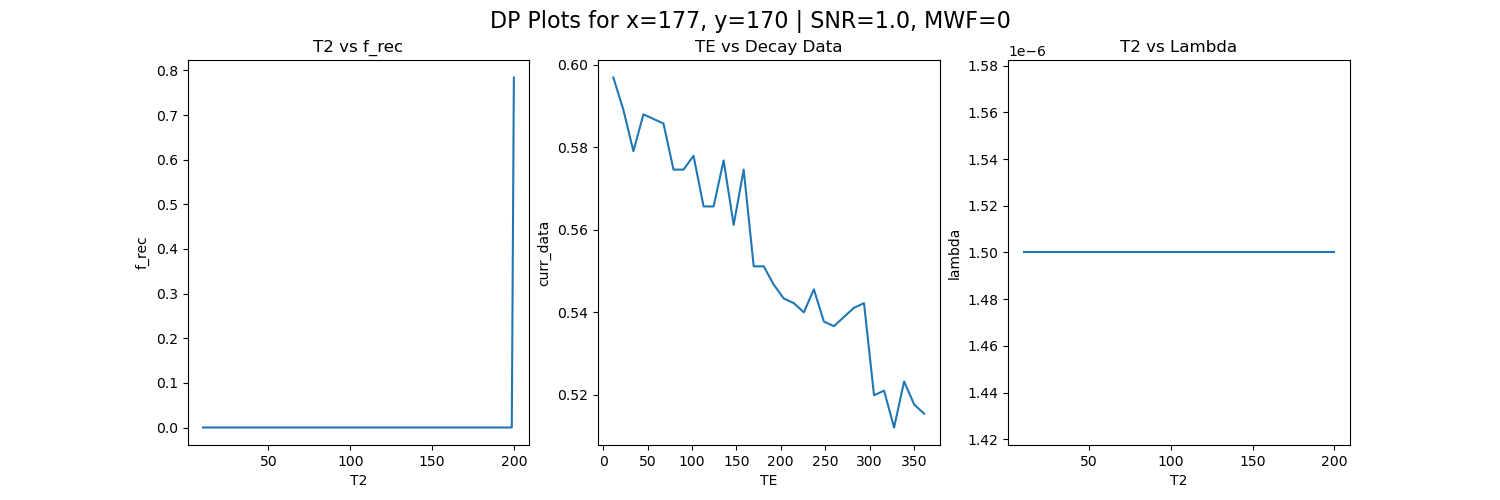 DP Plots for x=177, y=170 | SNR=1.0, MWF=0
T2 vs f_rec
0.8
0.7
0.6
0.5
0.4
0.3
0.2
0.1
0.0
f_rec
50 100 150 200
T2
TE vs Decay Data
0.60
0.58
0.56
0.54
0.52
curr_data
0 50 100 150 200 250 300 350
TE
T2 vs Lambda
1e−6
1.58
1.56
1.54
1.52
1.50
1.48
1.46
1.44
1.42
lambda
50 100 150 200
T2